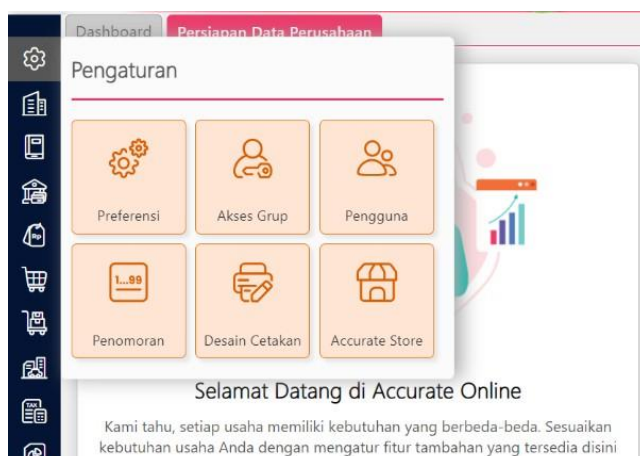 Dashboard
Persiapan Data Perusahaan
Pengaturan
Preferensi
Akses Grup
Pengguna
1...99
Penomoran
Desain Cetakan
Accurate Store
Rp
TAX
Selamat Datang di Accurate Online
Kami tahu, setiap usaha memiliki kebutuhan yang berbeda-beda. Sesuaikan
kebutuhan usaha Anda dengan mengatur fitur tambahan yang tersedia disini